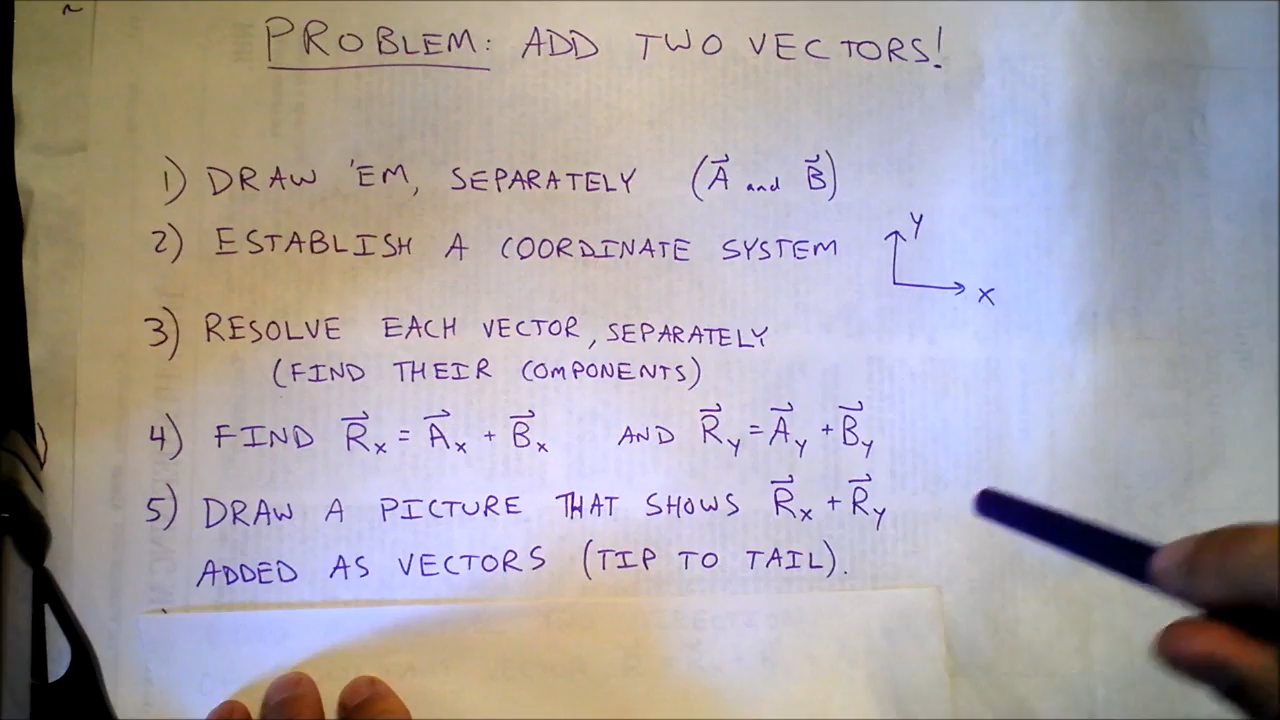 PROBLEM: ADD TWO VECTORS!
1) DRAW 'EM, SEPARATELY (A⃗ and B⃗)
2) ESTABLISH A COORDINATE SYSTEM
Y
X
3) RESOLVE EACH VECTOR, SEPARATELY
(FIND THEIR COMPONENTS)
4) FIND R⃗x = A⃗x + B⃗x AND R⃗y = A⃗y + B⃗y
5) DRAW A PICTURE THAT SHOWS R⃗x + R⃗y
ADDED AS VECTORS (TIP TO TAIL).